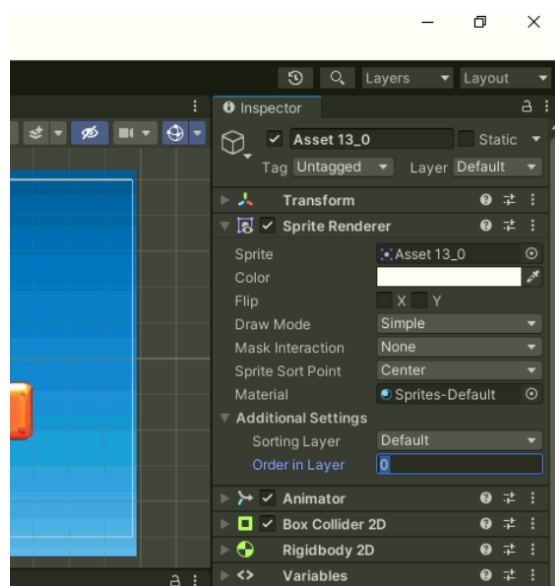 Layers Layout
Inspector
Asset 13_0 Static
Tag Untagged Layer Default
Transform
Sprite Renderer
Sprite Asset 13_0
Color
Flip X Y
Draw Mode Simple
Mask Interaction None
Sprite Sort Point Center
Material Sprites-Default
Additional Settings
Sorting Layer Default
Order in Layer 0
Animator
Box Collider 2D
Rigidbody 2D
Variables